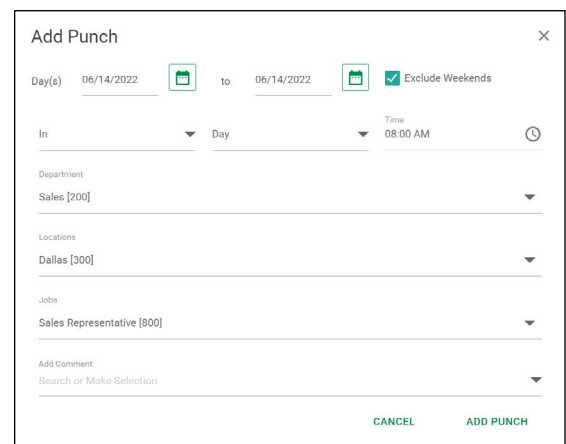 Add Punch
Day(s) 06/14/2022 to 06/14/2022 Exclude Weekends
Time
In Day 08:00 AM
Department
Sales [200]
Locations
Dallas [300]
Jobs
Sales Representative [800]
Add Comment
Search or Make Selection
CANCEL ADD PUNCH